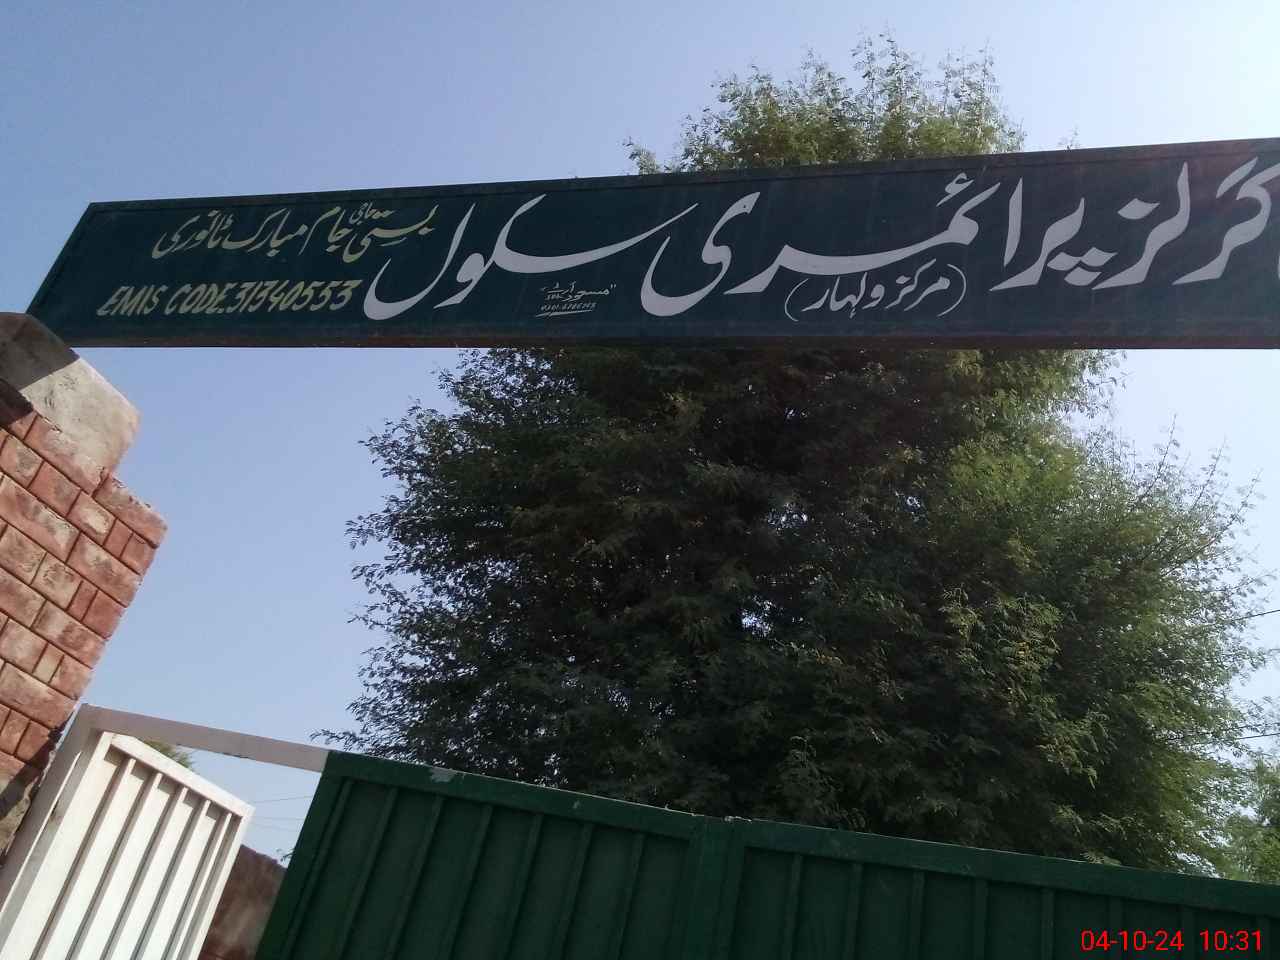 گرلز پرائمری سکول
(مرکز ولہار)
بستی حاجی جام مبارک ٹانوری
EMIS CODE.31340553
04-10-24 10:31